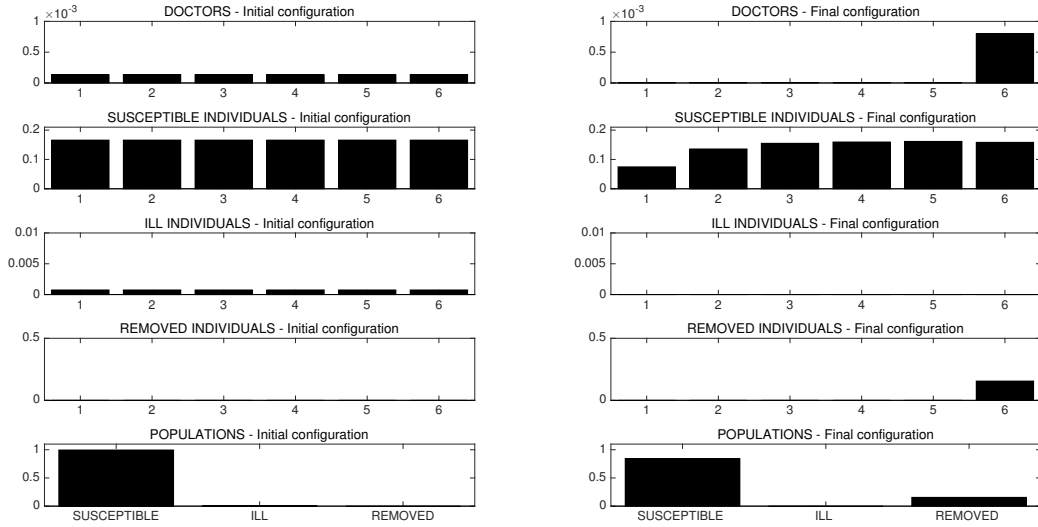 DOCTORS - Initial configuration
×10⁻³
1
0.5
0
1 2 3 4 5 6
SUSCEPTIBLE INDIVIDUALS - Initial configuration
0.2
0.1
0
1 2 3 4 5 6
ILL INDIVIDUALS - Initial configuration
0.01
0.005
0
1 2 3 4 5 6
REMOVED INDIVIDUALS - Initial configuration
0.5
0
1 2 3 4 5 6
POPULATIONS - Initial configuration
1
0.5
0
SUSCEPTIBLE ILL REMOVED
DOCTORS - Final configuration
×10⁻³
1
0.5
0
1 2 3 4 5 6
SUSCEPTIBLE INDIVIDUALS - Final configuration
0.2
0.1
0
1 2 3 4 5 6
ILL INDIVIDUALS - Final configuration
0.01
0.005
0
1 2 3 4 5 6
REMOVED INDIVIDUALS - Final configuration
0.5
0
1 2 3 4 5 6
POPULATIONS - Final configuration
1
0.5
0
SUSCEPTIBLE ILL REMOVED